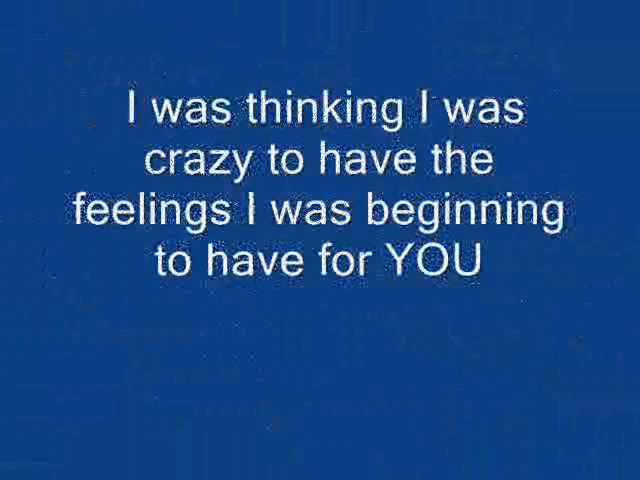 I was thinking I was
crazy to have the
feelings I was beginning
to have for YOU